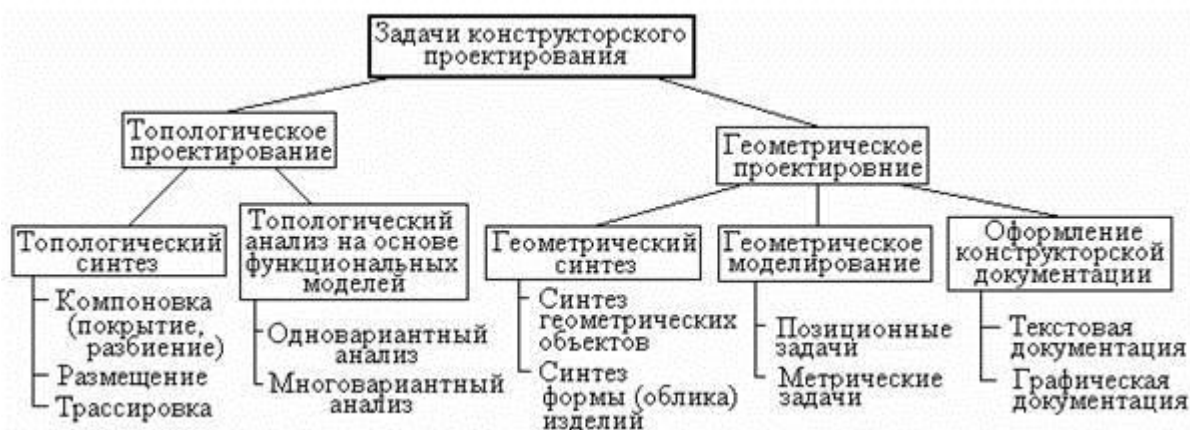 Задачи конструкторского
проектирования
Топологическое
проектирование
Геометрическое
проектировние
Топологический
синтез
Компоновка
(покрытие,
разбиение)
Размещение
Трассировка
Топологический
анализ на основе
функциональных
моделей
Одновариантный
анализ
Многовариантный
анализ
Геометрический
синтез
Синтез
геометрических
объектов
Синтез
формы (облика)
изделий
Геометрическое
моделирование
Позиционные
задачи
Метрические
задачи
Оформление
конструкторской
документации
Текстовая
документация
Графическая
документация